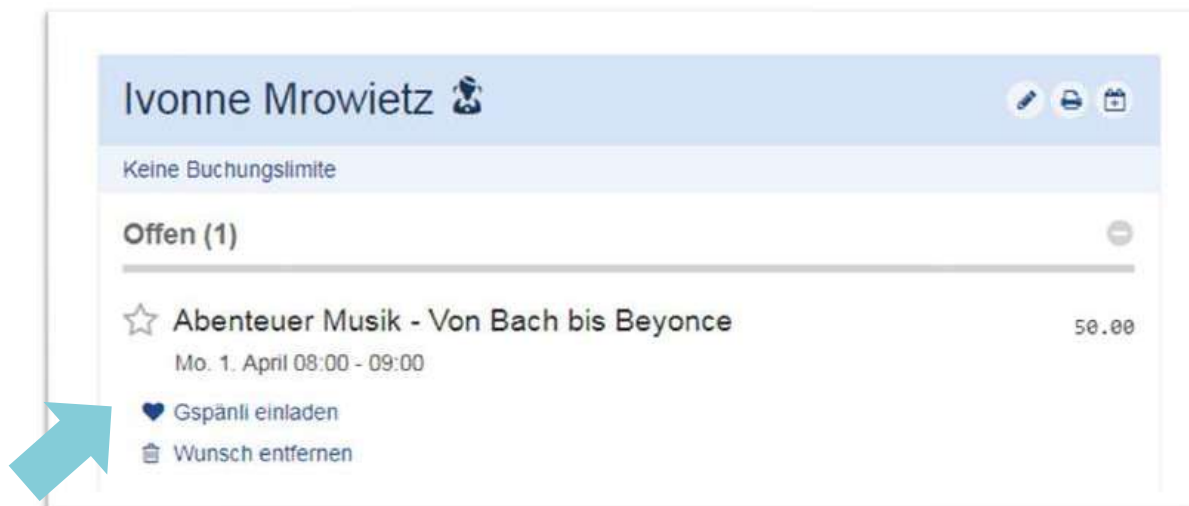 Ivonne Mrowietz
Keine Buchungslimite
Offen (1)
Abenteuer Musik - Von Bach bis Beyonce 50.00
Mo. 1. April 08:00 - 09:00
Gspänli einladen
Wunsch entfernen